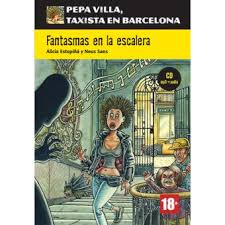 PEPA VILLA,
TAXISTA EN BARCELONA
Fantasmas en la escalera
Alicia Estopiñá y Neus Sans
CD
mp3 + audio
18+